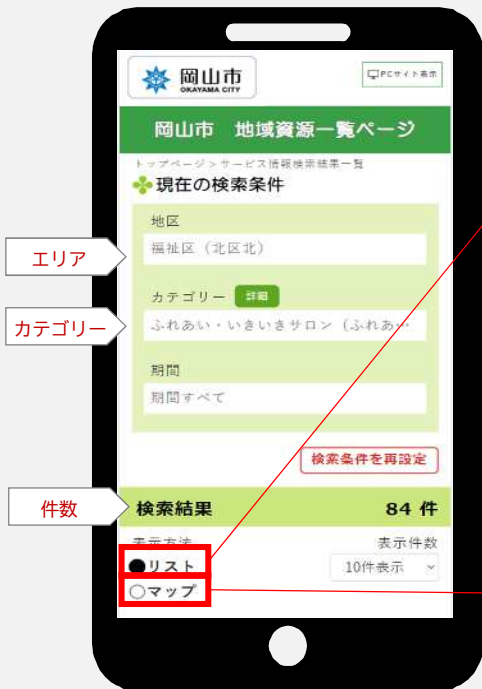 岡山市
OKAYAMA CITY
PCサイト表示
岡山市 地域資源一覧ページ
トップページ>サービス情報検索結果一覧
現在の検索条件
地区
エリア
福祉区（北区北）
カテゴリー 詳細
カテゴリー
ふれあい・いきいきサロン（ふれあ…
期間
期間すべて
検索条件を再設定
件数
検索結果 84 件
表示方法 表示件数
リスト 10件表示
マップ